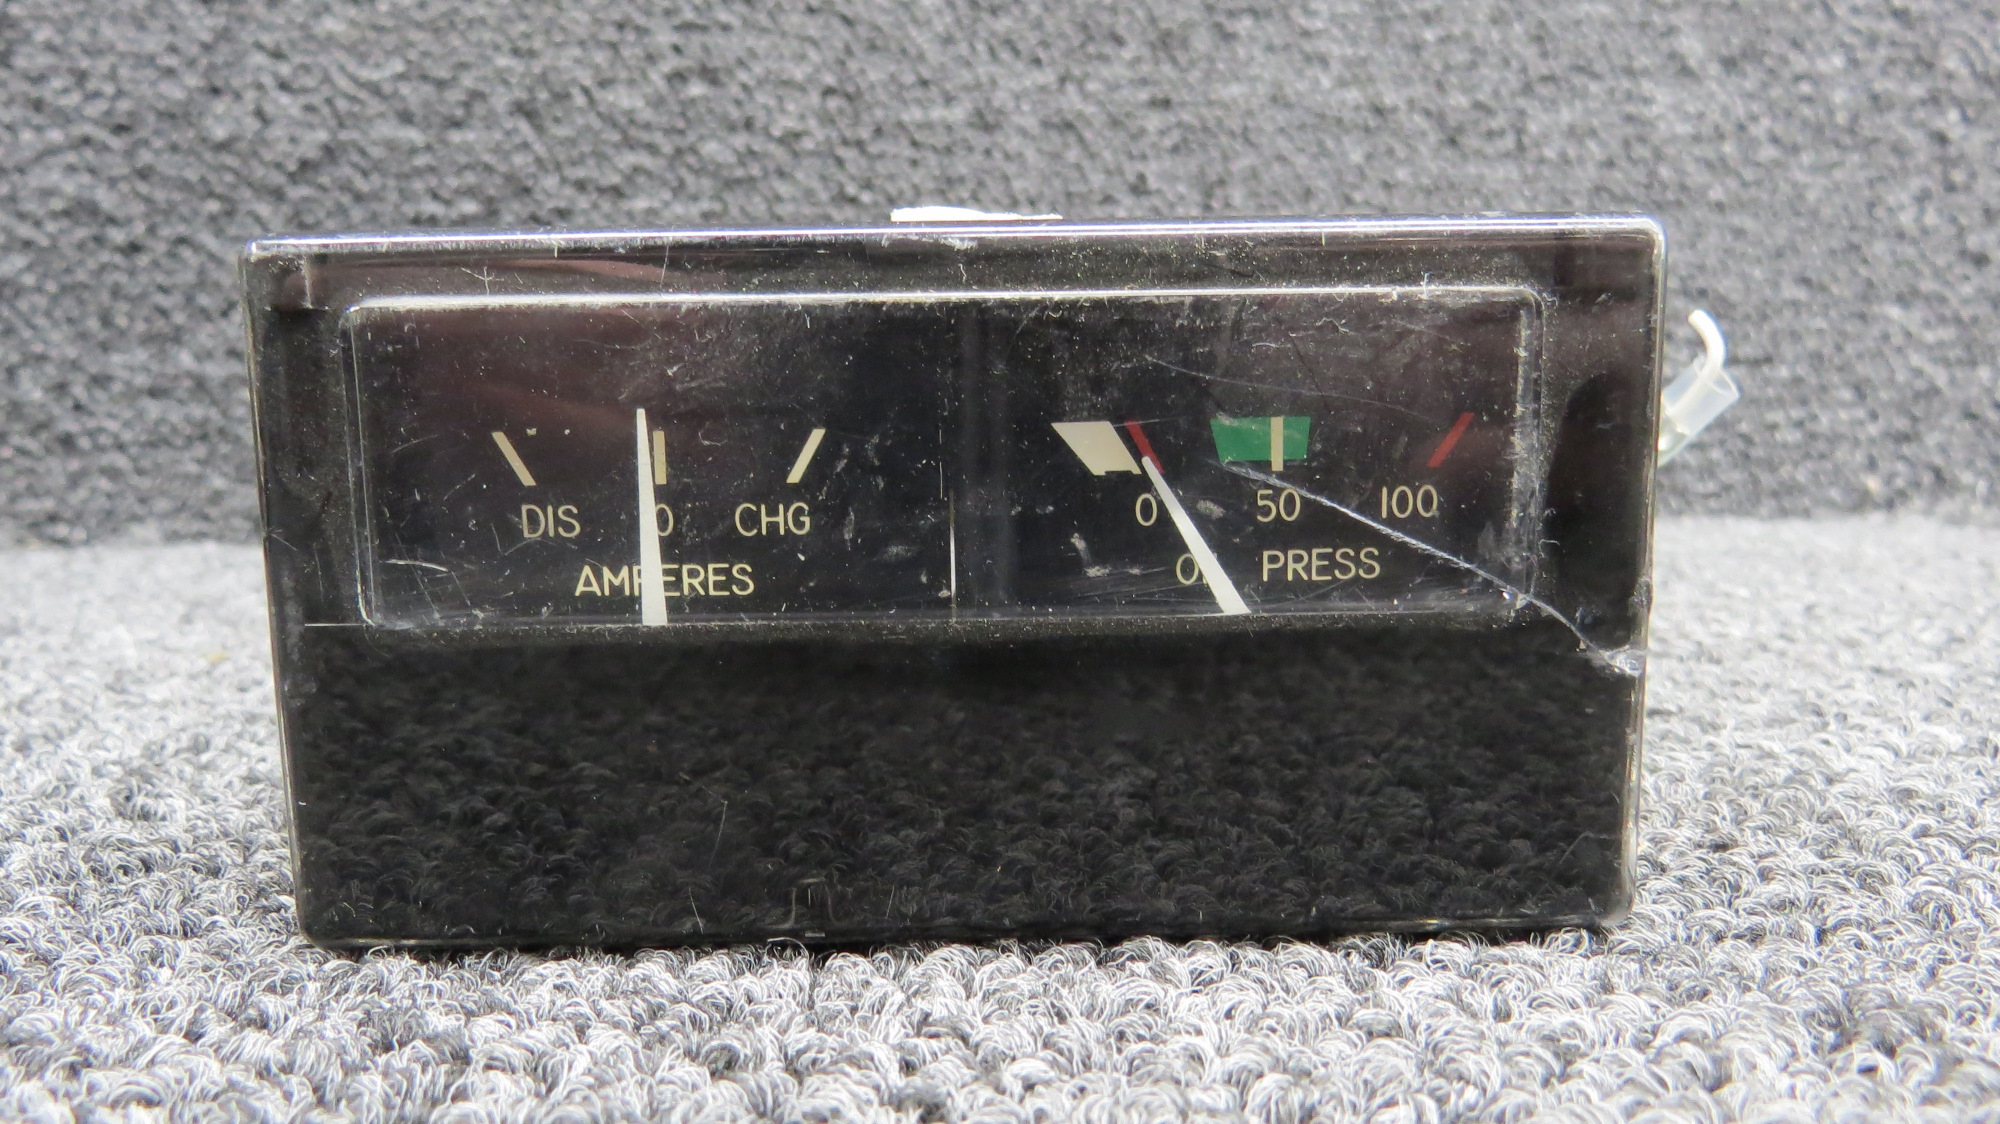 DIS 0 CHG
AMPERES
0 50 100
PRESS